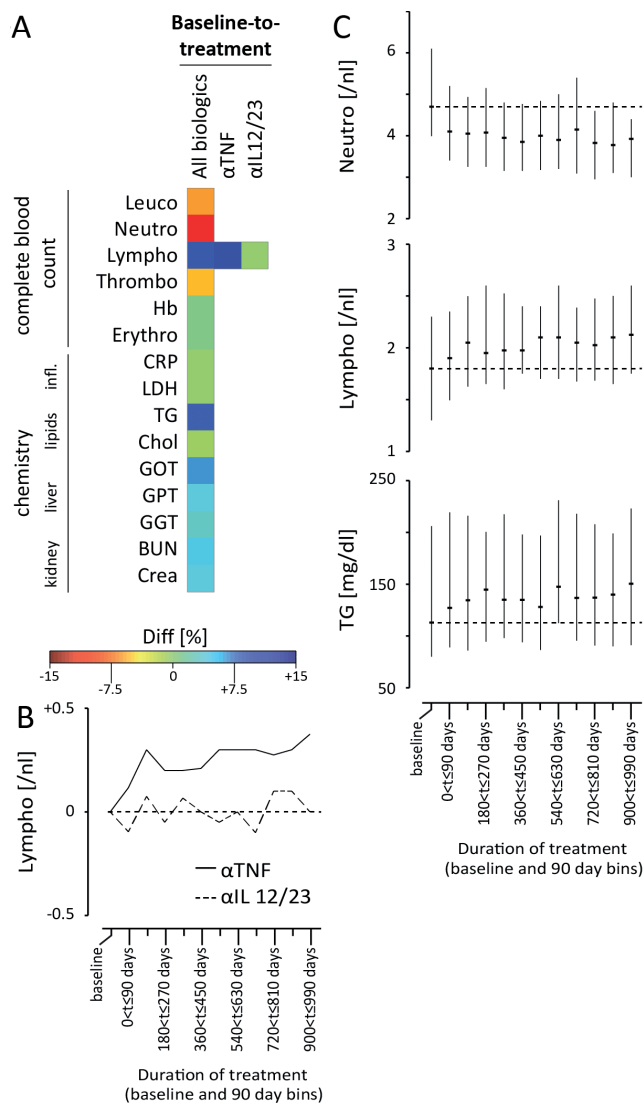 A
Baseline-to-
treatment
All biologics
αTNF
αIL12/23
complete blood
count
Leuco
Neutro
Lympho
Thrombo
Hb
Erythro
chemistry
infl.
CRP
LDH
lipids
TG
Chol
liver
GOT
GPT
GGT
kidney
BUN
Crea
Diff [%]
-15
-7.5
0
+7.5
+15
B
Lympho [/nl]
+0.5
0
-0.5
αTNF
αIL 12/23
baseline
0<t≤90 days
180<t≤270 days
360<t≤450 days
540<t≤630 days
720<t≤810 days
900<t≤990 days
Duration of treatment
(baseline and 90 day bins)
C
Neutro [/nl]
6
4
2
Lympho [/nl]
3
2
1
TG [mg/dl]
250
150
50
baseline
0<t≤90 days
180<t≤270 days
360<t≤450 days
540<t≤630 days
720<t≤810 days
900<t≤990 days
Duration of treatment
(baseline and 90 day bins)